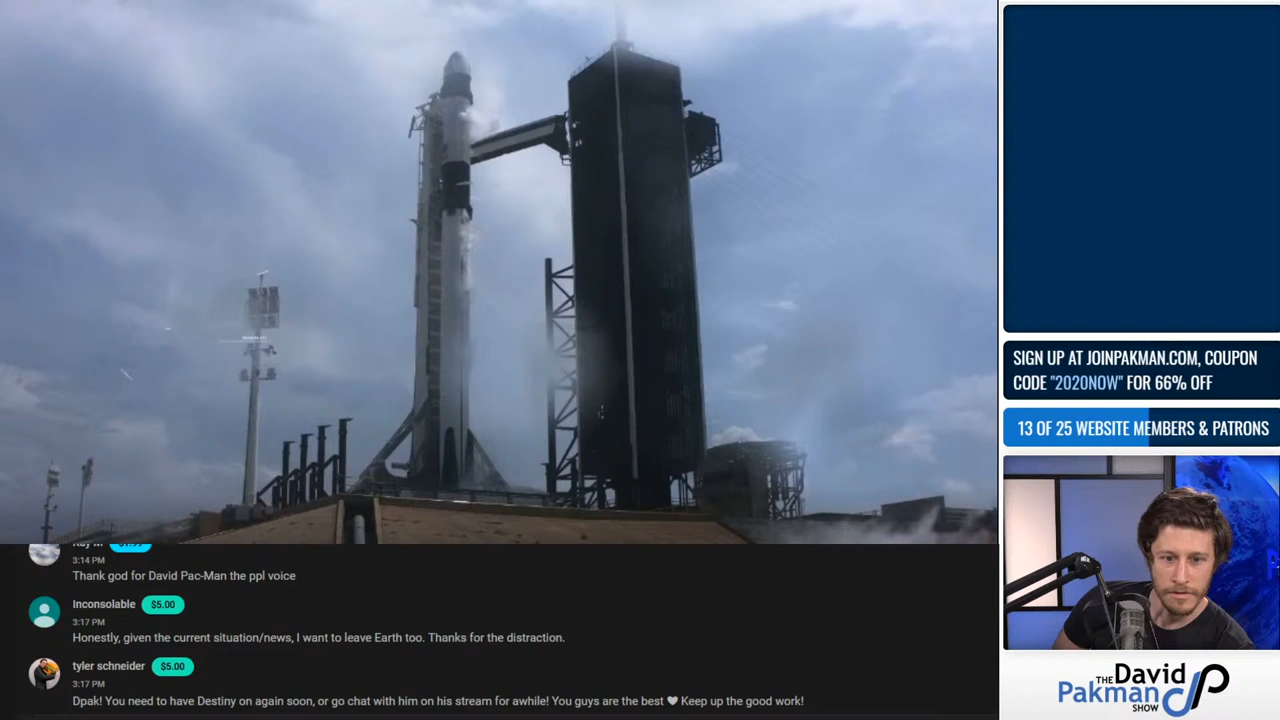 SIGN UP AT JOINPAKMAN.COM, COUPON
CODE "2020NOW" FOR 66% OFF
13 OF 25 WEBSITE MEMBERS & PATRONS
3:14 PM
Thank god for David Pac-Man the ppl voice
Inconsolable $5.00
3:17 PM
Honestly, given the current situation/news, I want to leave Earth too. Thanks for the distraction.
tyler schneider $5.00
3:17 PM
Dpak! You need to have Destiny on again soon, or go chat with him on his stream for awhile! You guys are the best ❤ Keep up the good work!
THE David
Pakman
SHOW